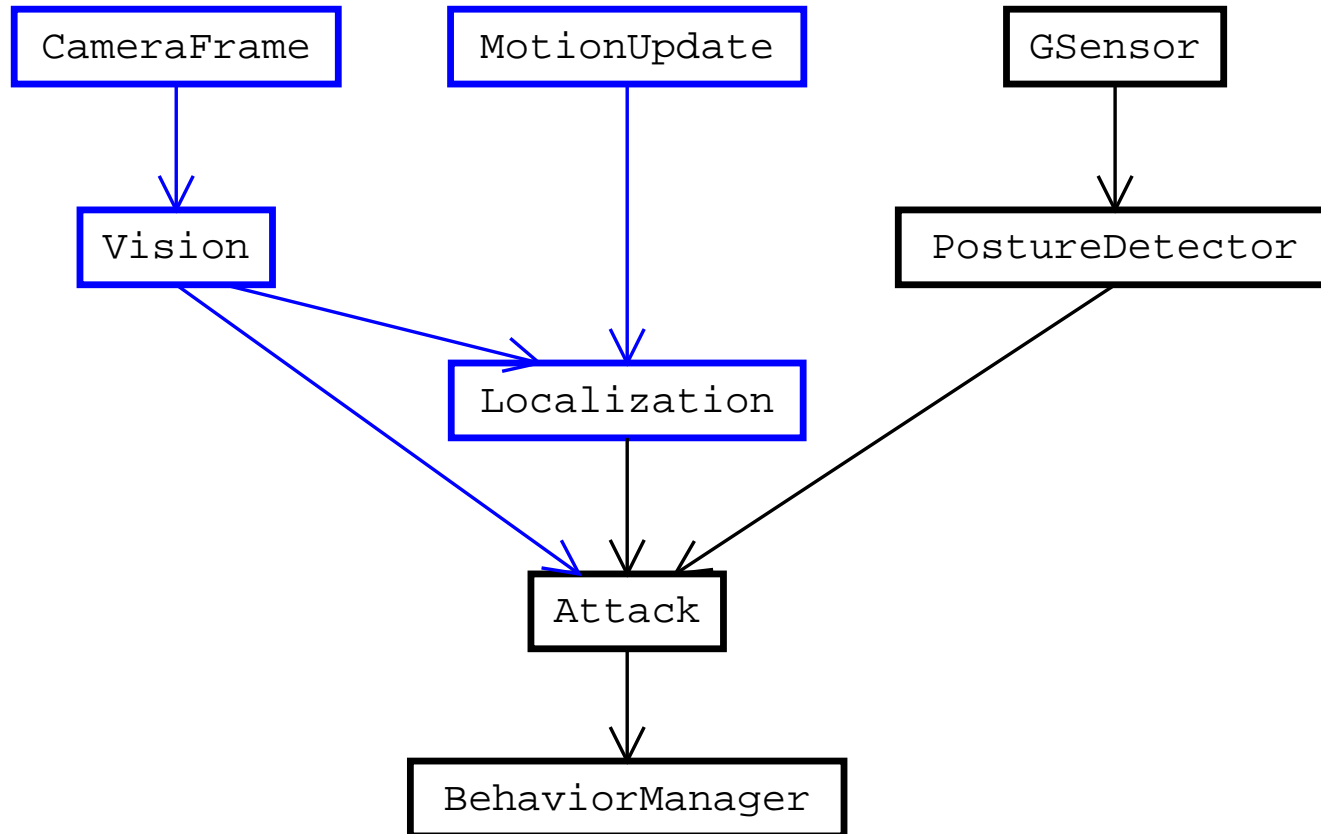 CameraFrame
MotionUpdate
GSensor
Vision
PostureDetector
Localization
Attack
BehaviorManager